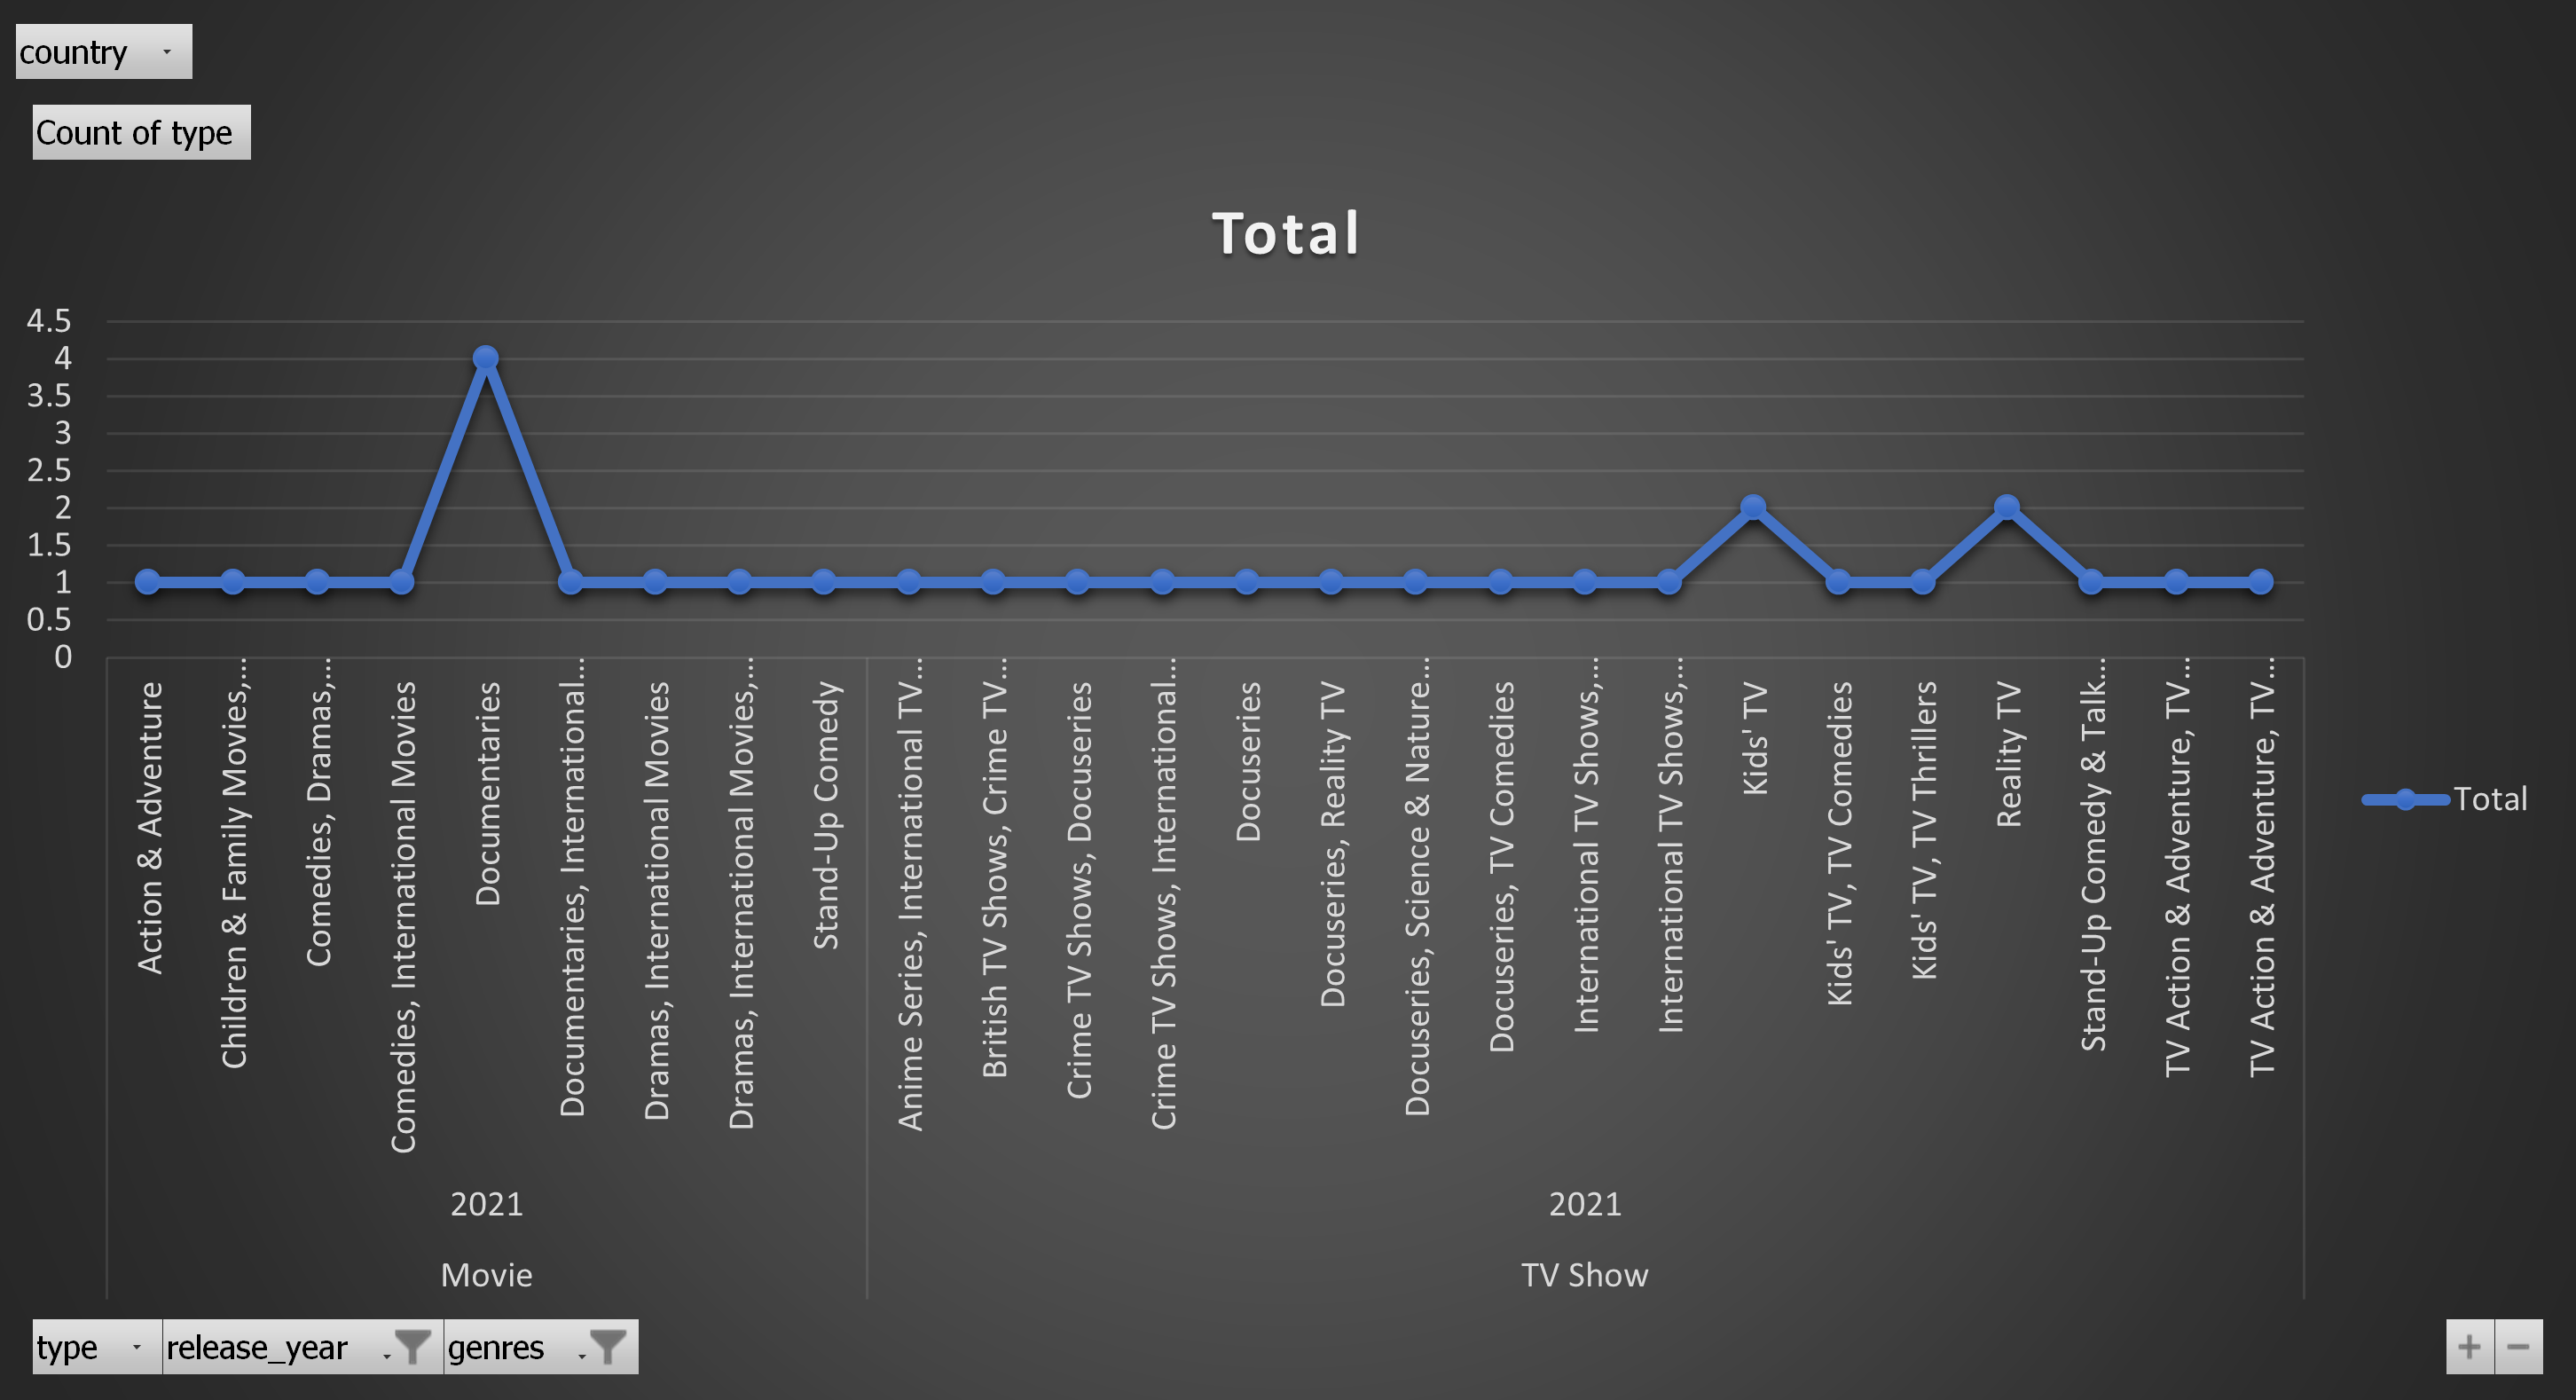 country
Count of type
Total
4.5
4
3.5
3
2.5
2
1.5
1
0.5
0
Action & Adventure
Children & Family Movies,...
Comedies, Dramas,...
Comedies, International Movies
Documentaries
Documentaries, International...
Dramas, International Movies
Dramas, International Movies,...
Stand-Up Comedy
Anime Series, International TV...
British TV Shows, Crime TV...
Crime TV Shows, Docuseries
Crime TV Shows, International...
Docuseries
Docuseries, Reality TV
Docuseries, Science & Nature...
Docuseries, TV Comedies
International TV Shows,...
International TV Shows,...
Kids' TV
Kids' TV, TV Comedies
Kids' TV, TV Thrillers
Reality TV
Stand-Up Comedy & Talk...
TV Action & Adventure, TV...
TV Action & Adventure, TV...
Total
2021
2021
Movie
TV Show
type
release_year
genres
+
−